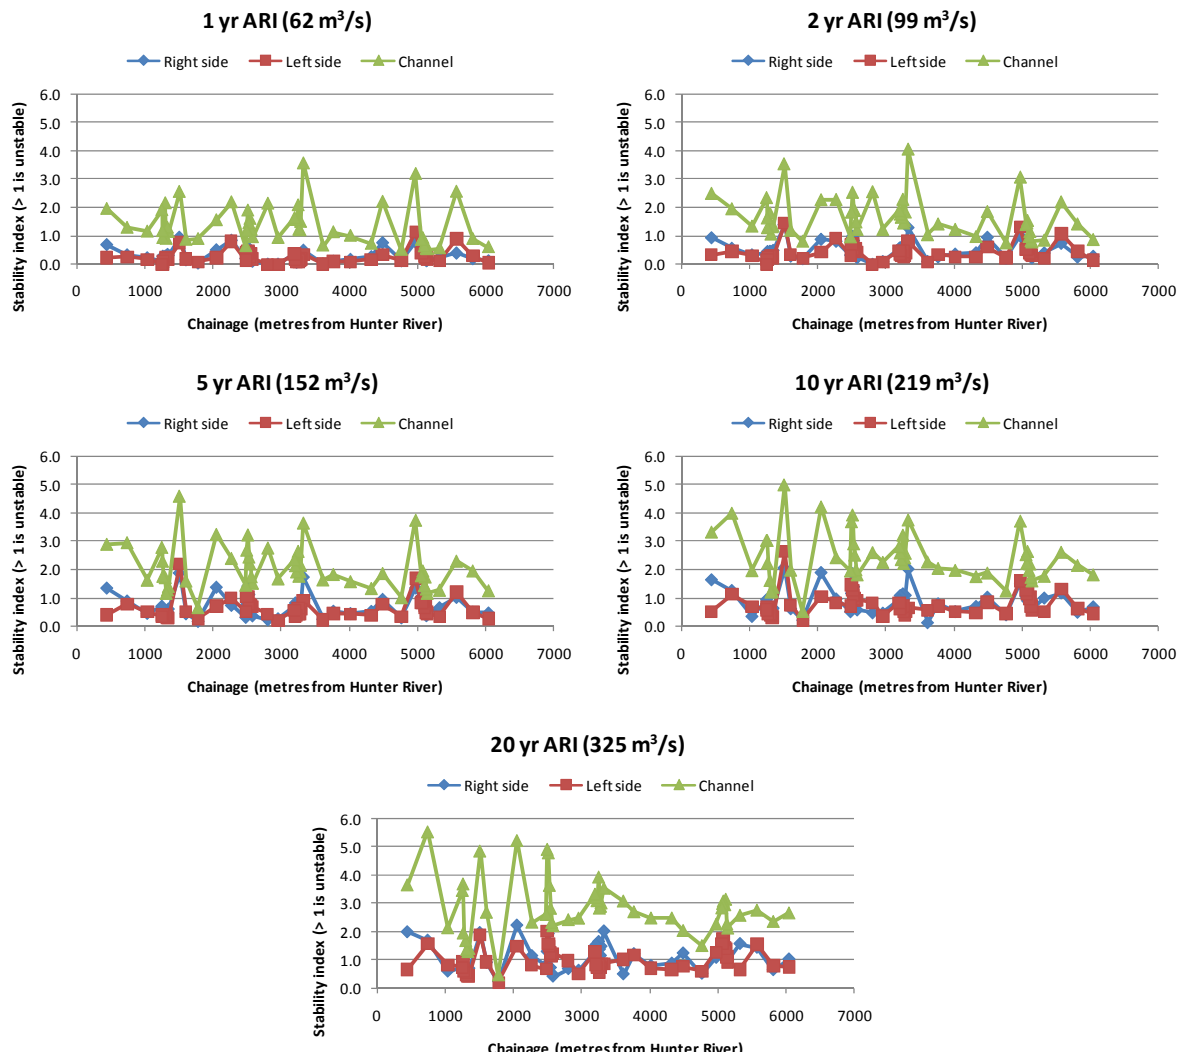 1 yr ARI (62 m³/s)
Right side Left side Channel
Stability index (> 1 is unstable)
6.0
5.0
4.0
3.0
2.0
1.0
0.0
0 1000 2000 3000 4000 5000 6000 7000
Chainage (metres from Hunter River)
2 yr ARI (99 m³/s)
Right side Left side Channel
Stability index (> 1 is unstable)
6.0
5.0
4.0
3.0
2.0
1.0
0.0
0 1000 2000 3000 4000 5000 6000 7000
Chainage (metres from Hunter River)
5 yr ARI (152 m³/s)
Right side Left side Channel
Stability index (> 1 is unstable)
6.0
5.0
4.0
3.0
2.0
1.0
0.0
0 1000 2000 3000 4000 5000 6000 7000
Chainage (metres from Hunter River)
10 yr ARI (219 m³/s)
Right side Left side Channel
Stability index (> 1 is unstable)
6.0
5.0
4.0
3.0
2.0
1.0
0.0
0 1000 2000 3000 4000 5000 6000 7000
Chainage (metres from Hunter River)
20 yr ARI (325 m³/s)
Right side Left side Channel
Stability index (> 1 is unstable)
6.0
5.0
4.0
3.0
2.0
1.0
0.0
0 1000 2000 3000 4000 5000 6000 7000
Chainage (metres from Hunter River)